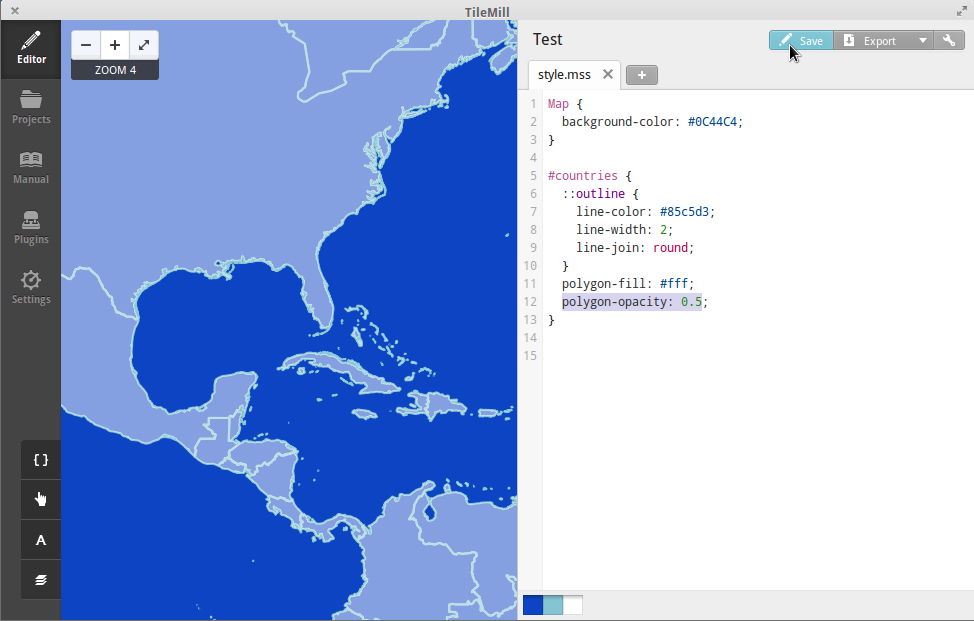 TileMill
Editor
Projects
Manual
Plugins
Settings
{}
A
− +
ZOOM 4
Test
Save
Export
style.mss ×
+
1 Map {
2   background-color: #0C44C4;
3 }
4
5 #countries {
6   ::outline {
7     line-color: #85c5d3;
8     line-width: 2;
9     line-join: round;
10   }
11   polygon-fill: #fff;
12   polygon-opacity: 0.5;
13 }
14
15